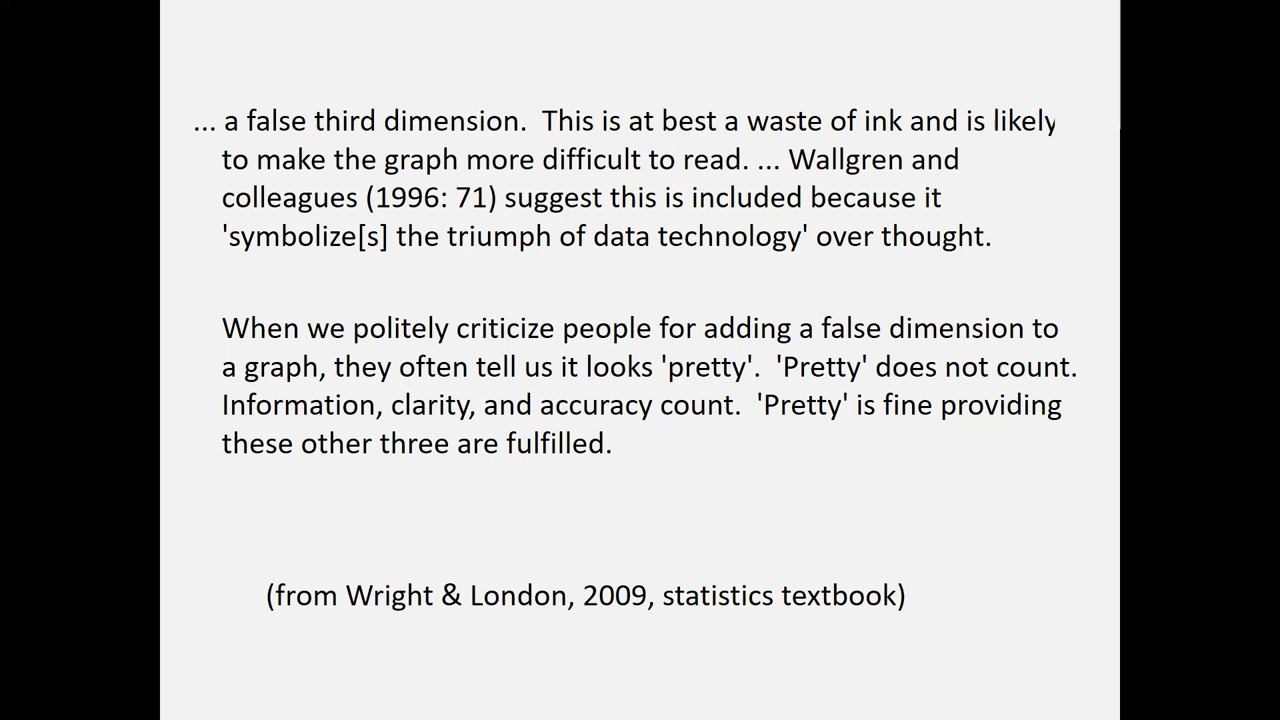 ... a false third dimension.  This is at best a waste of ink and is likely
to make the graph more difficult to read. ... Wallgren and
colleagues (1996: 71) suggest this is included because it
'symbolize[s] the triumph of data technology' over thought.
When we politely criticize people for adding a false dimension to
a graph, they often tell us it looks 'pretty'.  'Pretty' does not count.
Information, clarity, and accuracy count.  'Pretty' is fine providing
these other three are fulfilled.
(from Wright & London, 2009, statistics textbook)